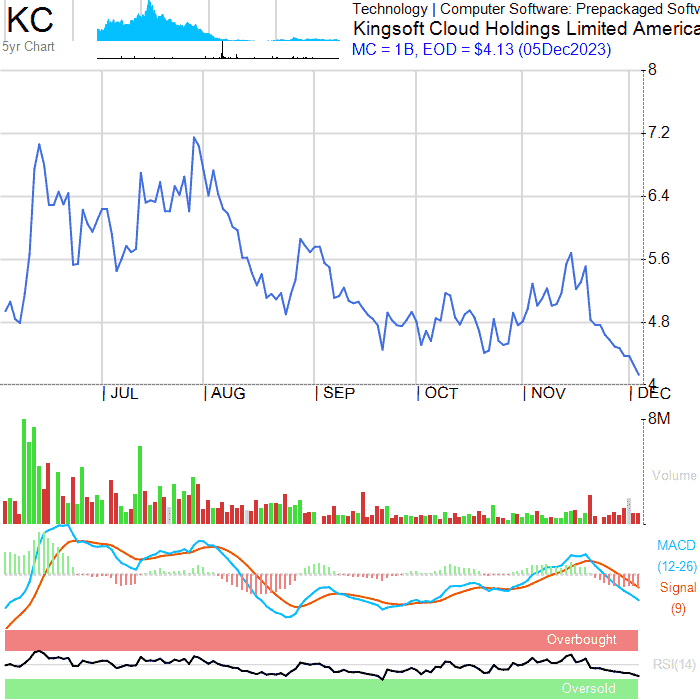 KC
5yr Chart
Technology | Computer Software: Prepackaged Softw
Kingsoft Cloud Holdings Limited America
MC = 1B, EOD = $4.13 (05Dec2023)
8
7.2
6.4
5.6
4.8
4
| JUL | AUG | SEP | OCT | NOV | DEC
8M
Volume
MACD
(12-26)
Signal
(9)
Overbought
RSI(14)
Oversold